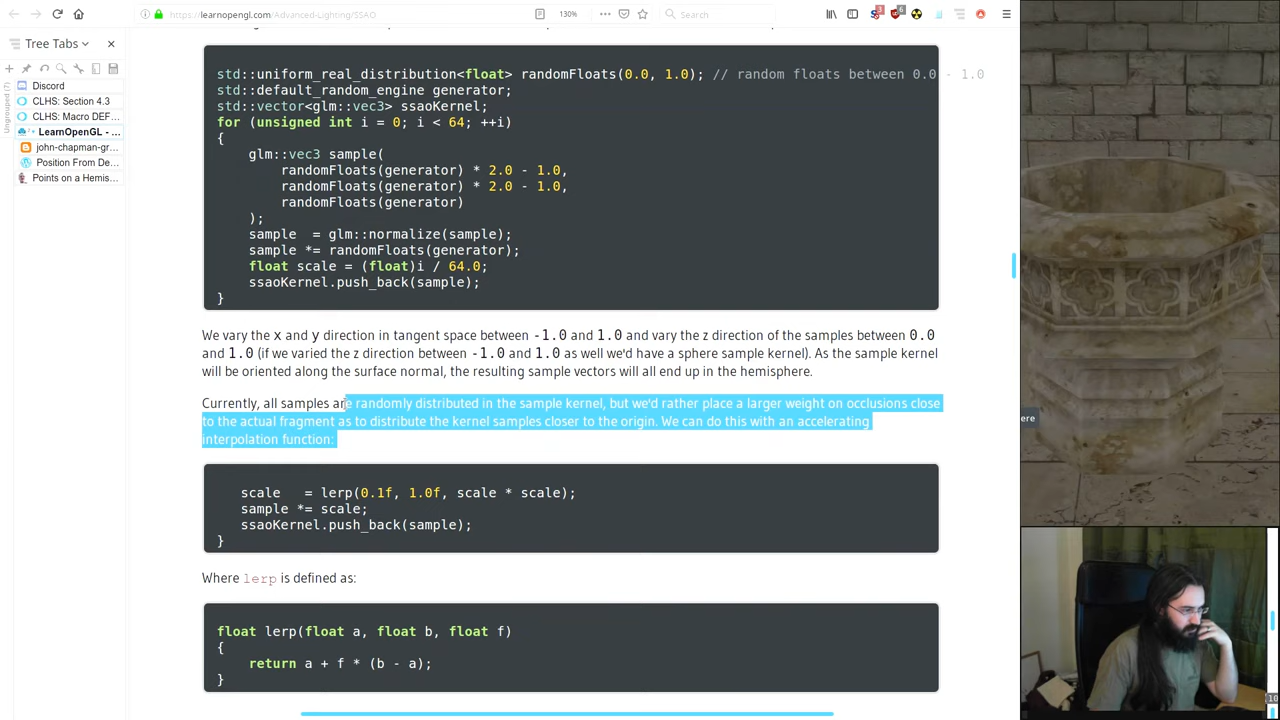 https://learnopengl.com/Advanced-Lighting/SSAO
130%
Search
3
6
Tree Tabs
Ungrouped (7)
Discord
CLHS: Section 4.3
CLHS: Macro DEF...
LearnOpenGL - ...
john-chapman-gr...
Position From De...
Points on a Hemis...
std::uniform_real_distribution<float> randomFloats(0.0, 1.0); // random floats between 0.0 - 1.0
std::default_random_engine generator;
std::vector<glm::vec3> ssaoKernel;
for (unsigned int i = 0; i < 64; ++i)
{
glm::vec3 sample(
randomFloats(generator) * 2.0 - 1.0,
randomFloats(generator) * 2.0 - 1.0,
randomFloats(generator)
);
sample  = glm::normalize(sample);
sample *= randomFloats(generator);
float scale = (float)i / 64.0;
ssaoKernel.push_back(sample);
}
We vary the x and y direction in tangent space between -1.0 and 1.0 and vary the z direction of the samples between 0.0
and 1.0 (if we varied the z direction between -1.0 and 1.0 as well we'd have a sphere sample kernel). As the sample kernel
will be oriented along the surface normal, the resulting sample vectors will all end up in the hemisphere.
Currently, all samples are randomly distributed in the sample kernel, but we'd rather place a larger weight on occlusions close
to the actual fragment as to distribute the kernel samples closer to the origin. We can do this with an accelerating
interpolation function:
scale   = lerp(0.1f, 1.0f, scale * scale);
sample *= scale;
ssaoKernel.push_back(sample);
}
Where lerp is defined as:
float lerp(float a, float b, float f)
{
return a + f * (b - a);
}
ere